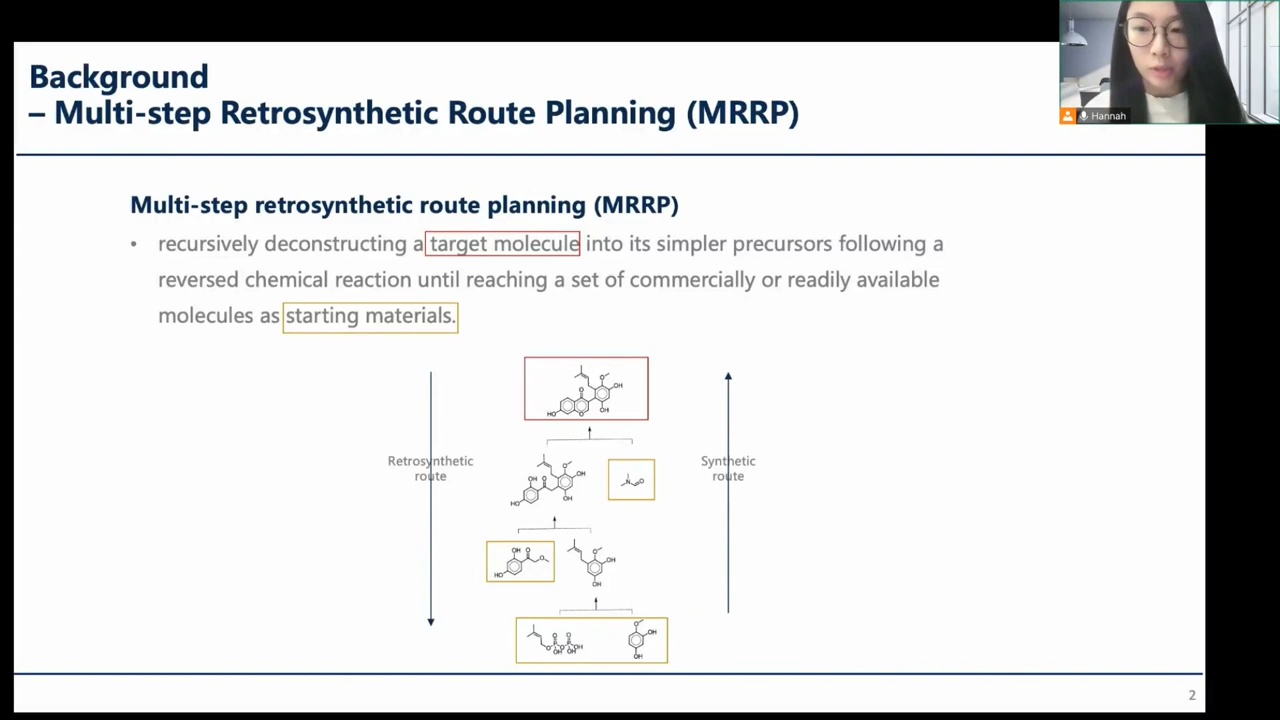 Background
– Multi-step Retrosynthetic Route Planning (MRRP)
Hannah
Multi-step retrosynthetic route planning (MRRP)
• recursively deconstructing a target molecule into its simpler precursors following a
reversed chemical reaction until reaching a set of commercially or readily available
molecules as starting materials.
Retrosynthetic
route
Synthetic
route
2